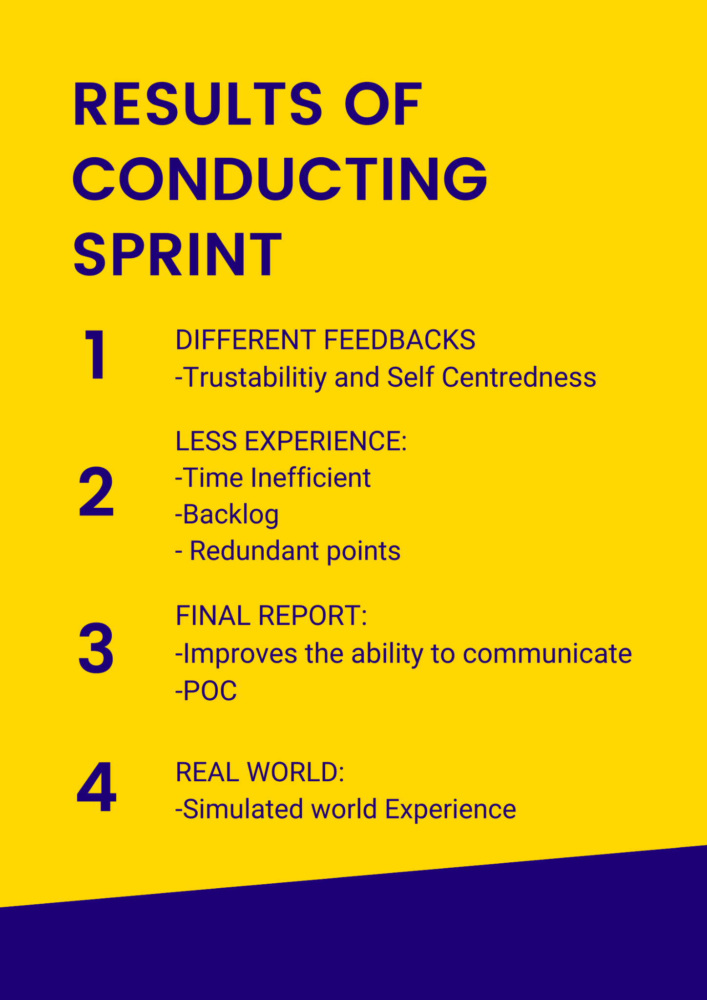 RESULTS OF
CONDUCTING
SPRINT
1
DIFFERENT FEEDBACKS
-Trustabilitiy and Self Centredness
2
LESS EXPERIENCE:
-Time Inefficient
-Backlog
- Redundant points
3
FINAL REPORT:
-Improves the ability to communicate
-POC
4
REAL WORLD:
-Simulated world Experience